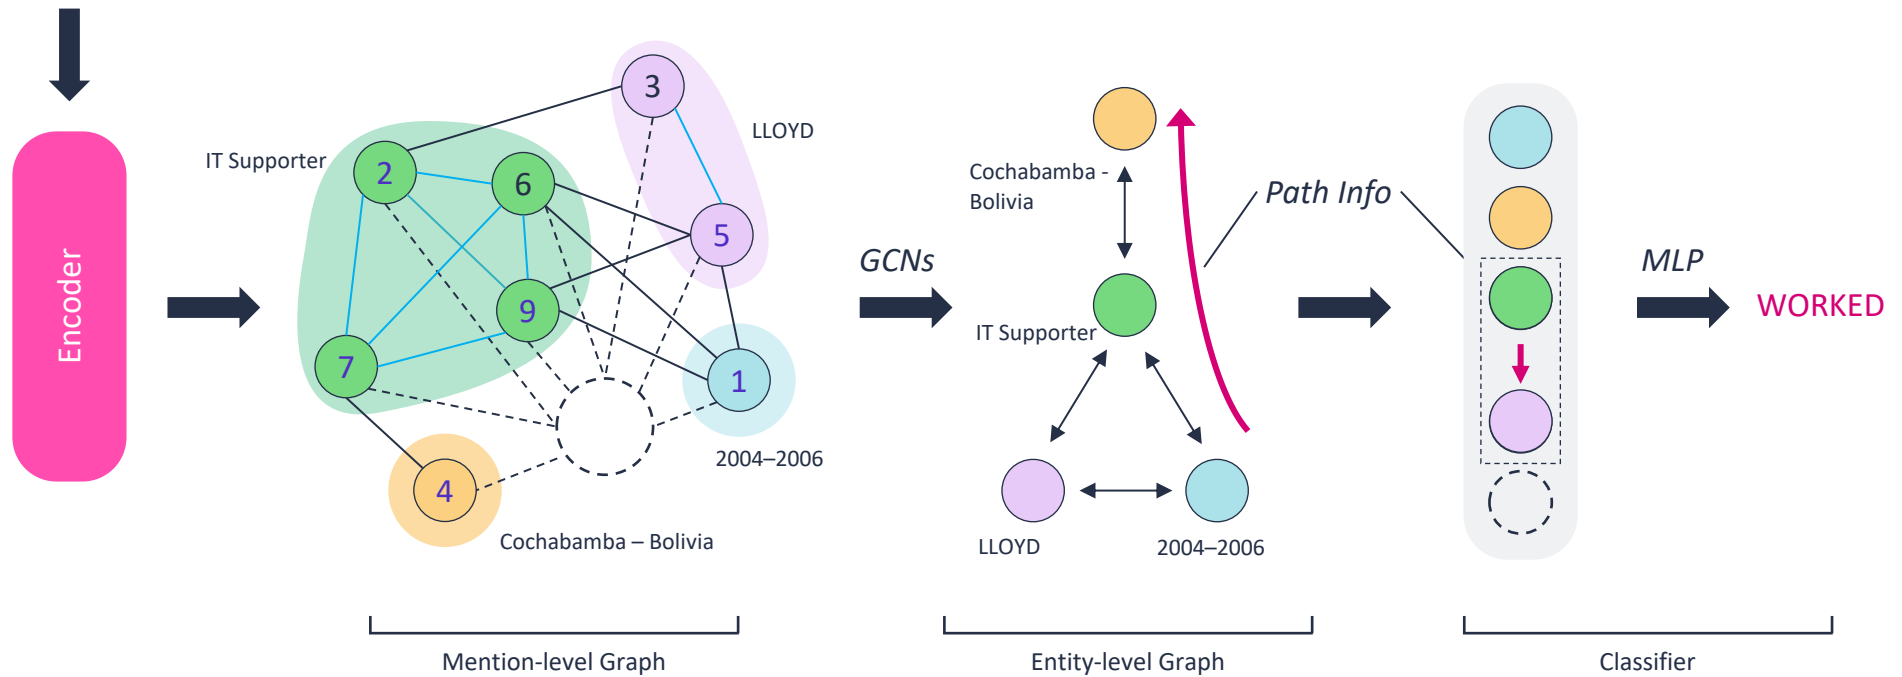 Encoder
IT Supporter
2
6
9
7
3
5
LLOYD
1
2004–2006
4
Cochabamba – Bolivia
Mention-level Graph
GCNs
Cochabamba -
Bolivia
IT Supporter
LLOYD
2004–2006
Path Info
Entity-level Graph
MLP
WORKED
Classifier